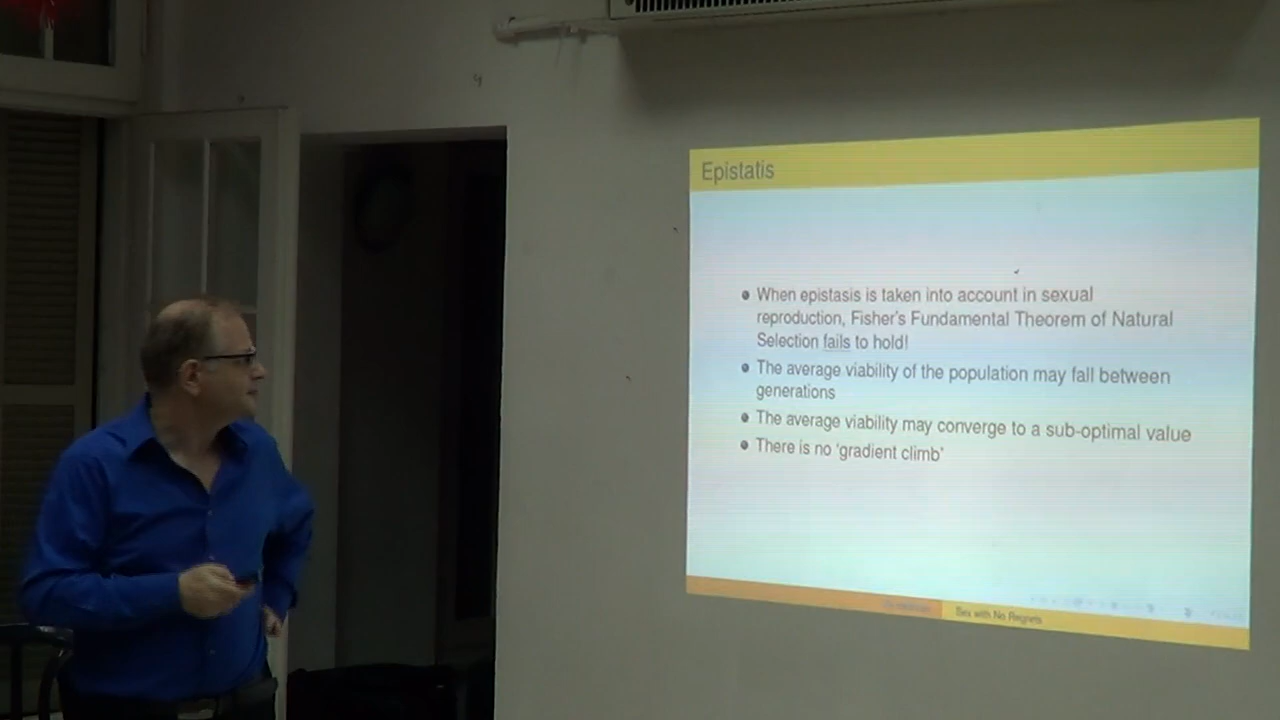 Epistatis
When epistasis is taken into account in sexual
reproduction, Fisher's Fundamental Theorem of Natural
Selection fails to hold!
The average viability of the population may fall between
generations
The average viability may converge to a sub-optimal value
There is no 'gradient climb'
Sex with No Regrets